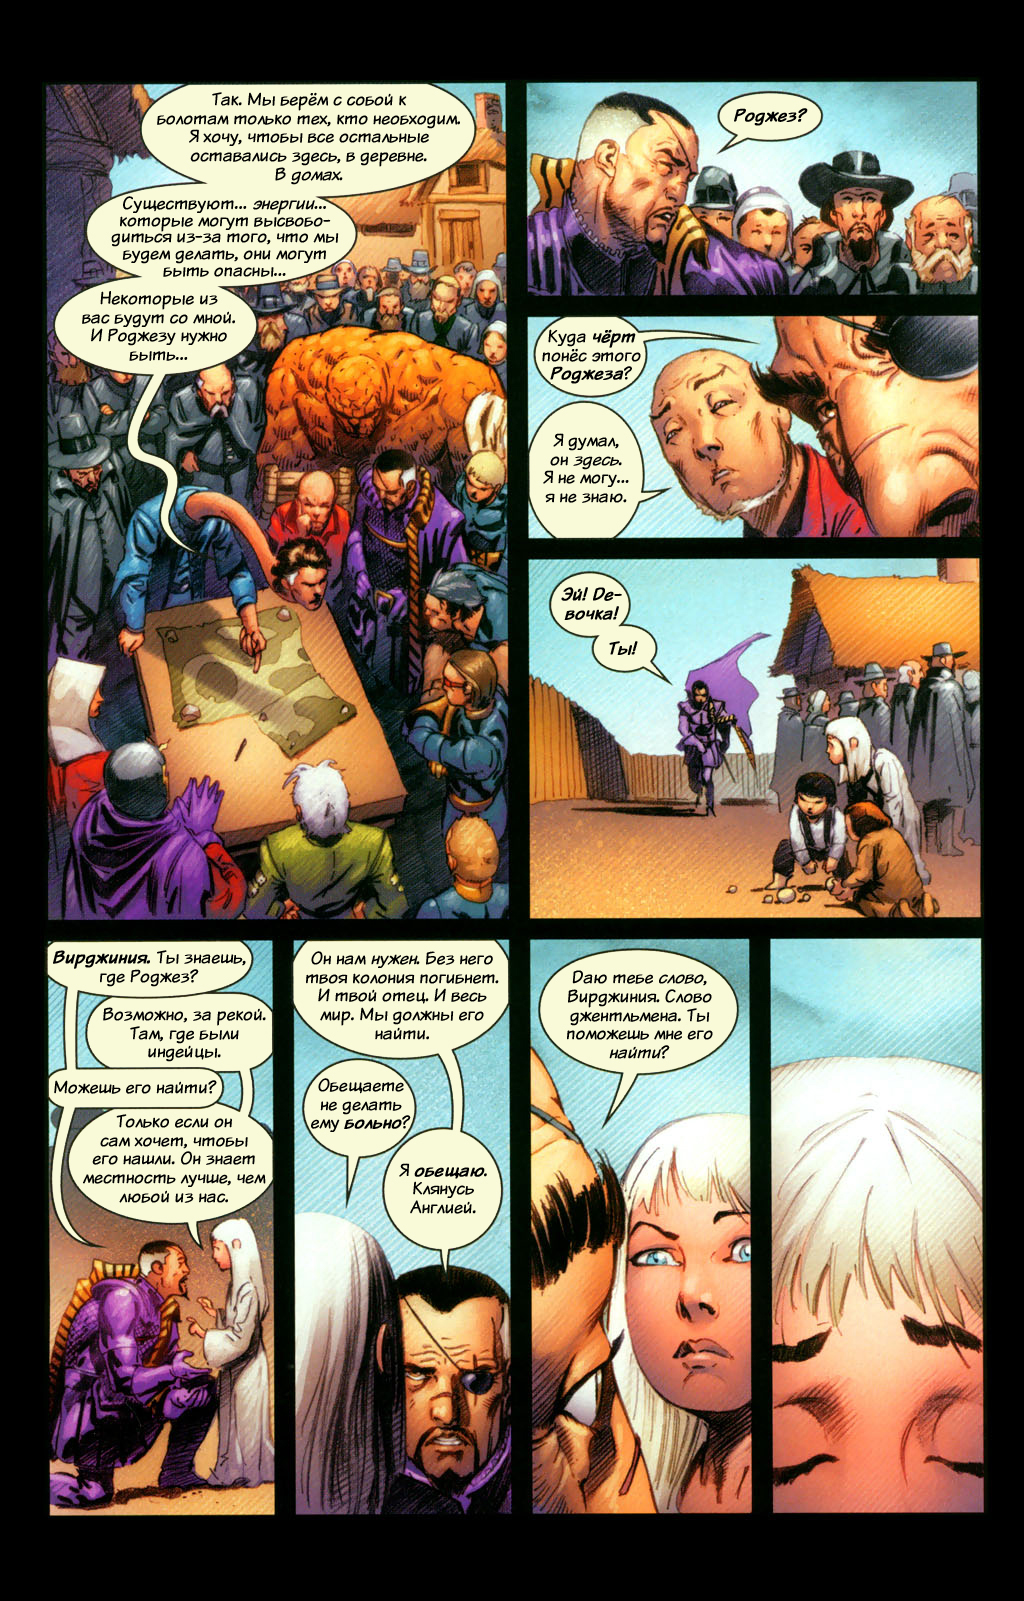 Так. Мы берём с собой к
болотам только тех, кто необходим.
Я хочу, чтобы все остальные
оставались здесь, в деревне.
В домах.
Существуют... энергии...
которые могут высвобо-
диться из-за того, что мы
будем делать, они могут
быть опасны...
Некоторые из
вас будут со мной.
И Роджезу нужно
быть...
Роджез?
Куда чёрт
понёс этого
Роджеза?
Я думал,
он здесь.
Я не могу...
я не знаю.
Эй! Де-
вочка!
Ты!
Вирджиния. Ты знаешь,
где Роджез?
Возможно, за рекой.
Там, где были
индейцы.
Можешь его найти?
Только если он
сам хочет, чтобы
его нашли. Он знает
местность лучше, чем
любой из нас.
Он нам нужен. Без него
твоя колония погибнет.
И твой отец. И весь
мир. Мы должны его
найти.
Обещаете
не делать
ему больно?
Я обещаю.
Клянусь
Англией.
Даю тебе слово,
Вирджиния. Слово
джентльмена. Ты
поможешь мне его
найти?